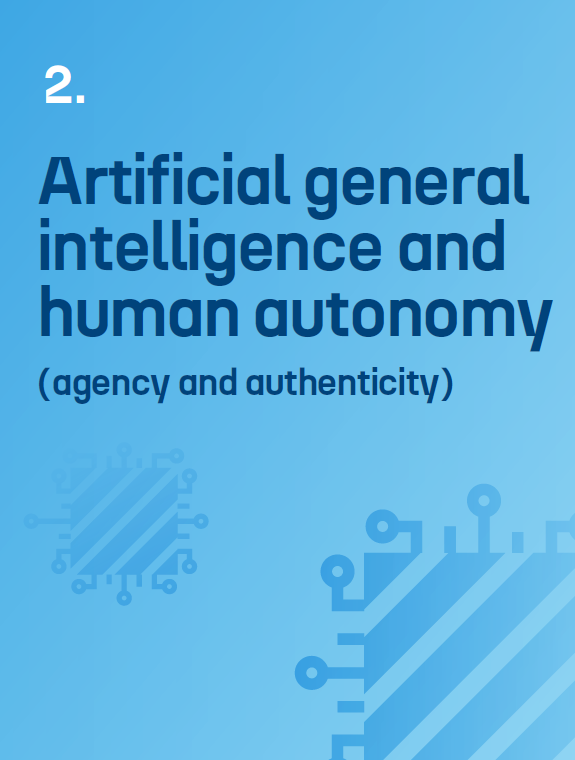 2.
Artificial general
intelligence and
human autonomy
(agency and authenticity)